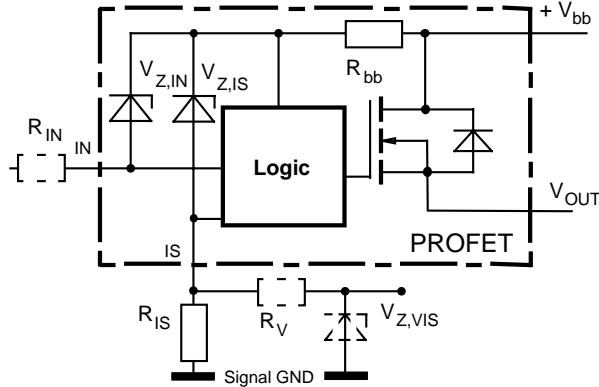 + V bb
R bb
V Z,IN
V Z,IS
R IN
IN
Logic
V OUT
PROFET
IS
R IS
R V
V Z,VIS
Signal GND